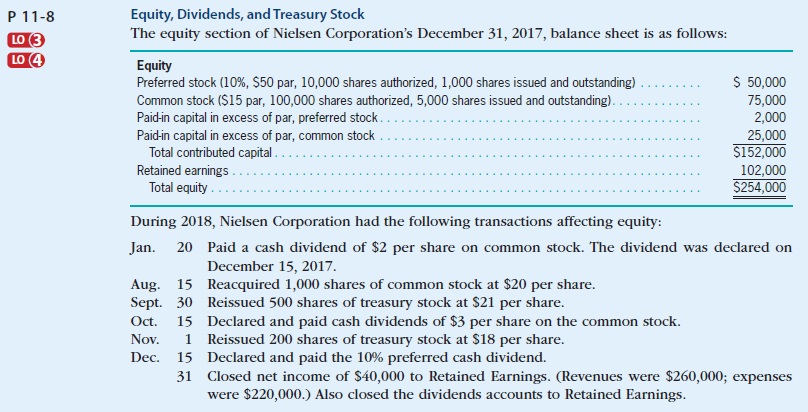 P 11-8
Equity, Dividends, and Treasury Stock
LO 3
The equity section of Nielsen Corporation's December 31, 2017, balance sheet is as follows:
LO 4
Equity
Preferred stock (10%, $50 par, 10,000 shares authorized, 1,000 shares issued and outstanding) ......... $ 50,000
Common stock ($15 par, 100,000 shares authorized, 5,000 shares issued and outstanding)............. 75,000
Paid-in capital in excess of par, preferred stock............................................ 2,000
Paid-in capital in excess of par, common stock ............................................ 25,000
Total contributed capital............................................................ $152,000
Retained earnings .................................................................. 102,000
Total equity ...................................................................... $254,000
During 2018, Nielsen Corporation had the following transactions affecting equity:
Jan. 20 Paid a cash dividend of $2 per share on common stock. The dividend was declared on
December 15, 2017.
Aug. 15 Reacquired 1,000 shares of common stock at $20 per share.
Sept. 30 Reissued 500 shares of treasury stock at $21 per share.
Oct. 15 Declared and paid cash dividends of $3 per share on the common stock.
Nov. 1 Reissued 200 shares of treasury stock at $18 per share.
Dec. 15 Declared and paid the 10% preferred cash dividend.
31 Closed net income of $40,000 to Retained Earnings. (Revenues were $260,000; expenses
were $220,000.) Also closed the dividends accounts to Retained Earnings.